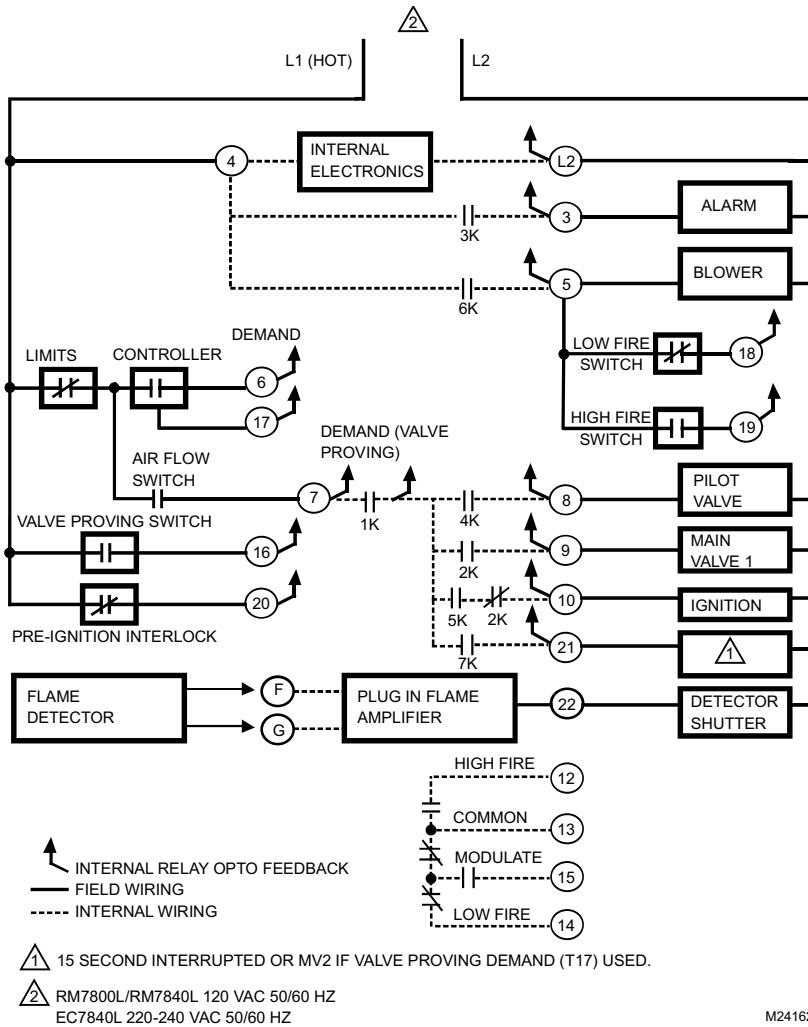 2
L1 (HOT)
L2
4
INTERNAL
ELECTRONICS
L2
3K
3
ALARM
6K
5
BLOWER
LOW FIRE
SWITCH
18
HIGH FIRE
SWITCH
19
DEMAND
LIMITS
CONTROLLER
6
17
DEMAND (VALVE
PROVING)
AIR FLOW
SWITCH
7
1K
4K
8
PILOT
VALVE
VALVE PROVING SWITCH
16
2K
9
MAIN
VALVE 1
20
PRE-IGNITION INTERLOCK
5K
2K
10
IGNITION
7K
21
1
FLAME
DETECTOR
F
G
PLUG IN FLAME
AMPLIFIER
22
DETECTOR
SHUTTER
HIGH FIRE
12
COMMON
13
MODULATE
15
LOW FIRE
14
INTERNAL RELAY OPTO FEEDBACK
FIELD WIRING
INTERNAL WIRING
1 15 SECOND INTERRUPTED OR MV2 IF VALVE PROVING DEMAND (T17) USED.
2 RM7800L/RM7840L 120 VAC 50/60 HZ
EC7840L 220-240 VAC 50/60 HZ